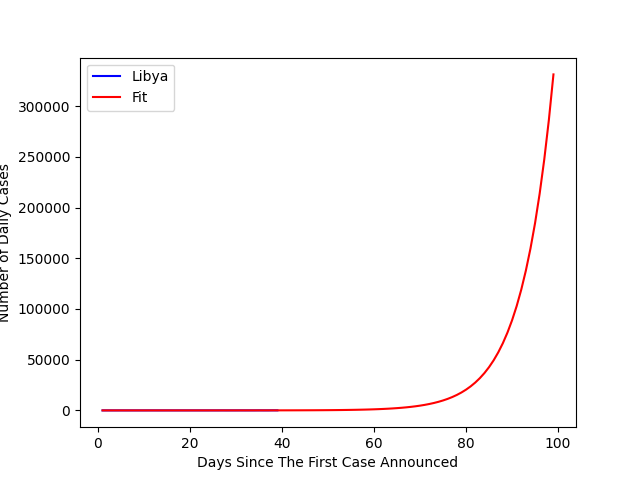 Libya
Fit
300000
250000
200000
150000
100000
50000
0
Number of Daily Cases
0 20 40 60 80 100
Days Since The First Case Announced